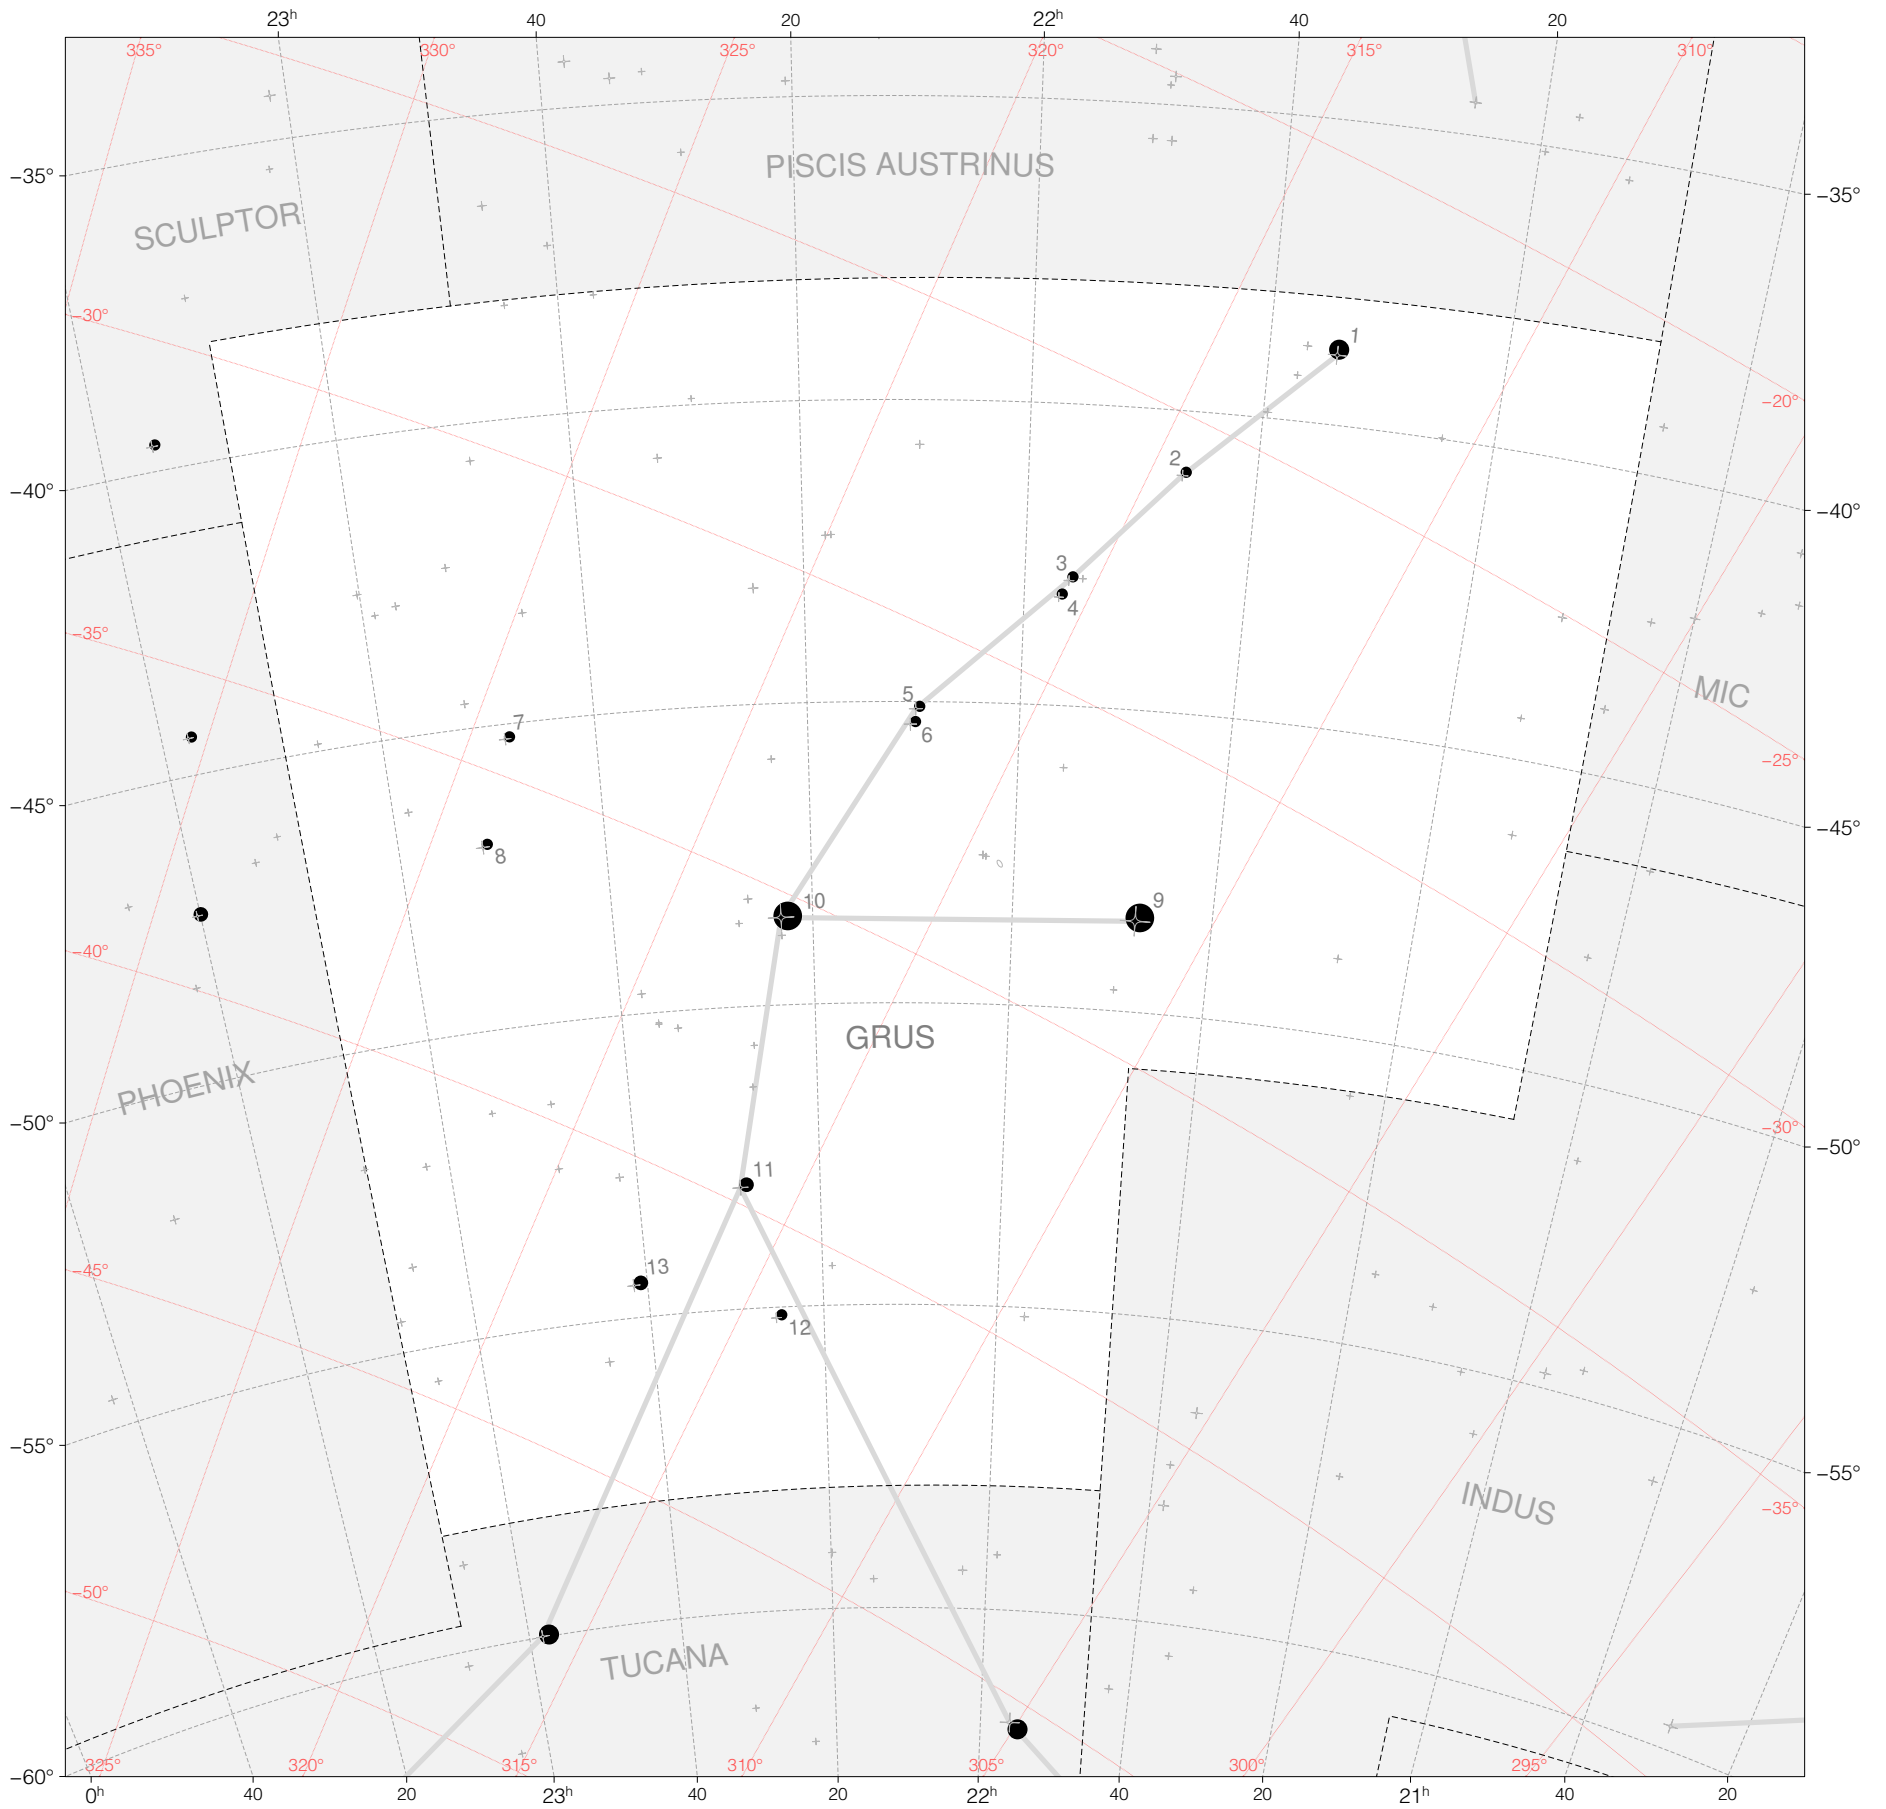 23ʰ 40 20 22ʰ 40 20
335° 330° 325° 320° 315° 310°
PISCIS AUSTRINUS
−35° −35°
SCULPTOR
−30°
1
−20°
2
−40° −40°
3
4
−35°
MIC
5
7
6
−25°
−45° −45°
8
10 9
−40°
GRUS
PHOENIX
−50° −30°
−50°
11
−45° 13
12
−55° −55°
INDUS
−35°
−50°
TUCANA
325° 320° 315° 310° 305° 300° 295°
−60°
0ʰ 40 20 23ʰ 40 20 22ʰ 40 20 21ʰ 40 20